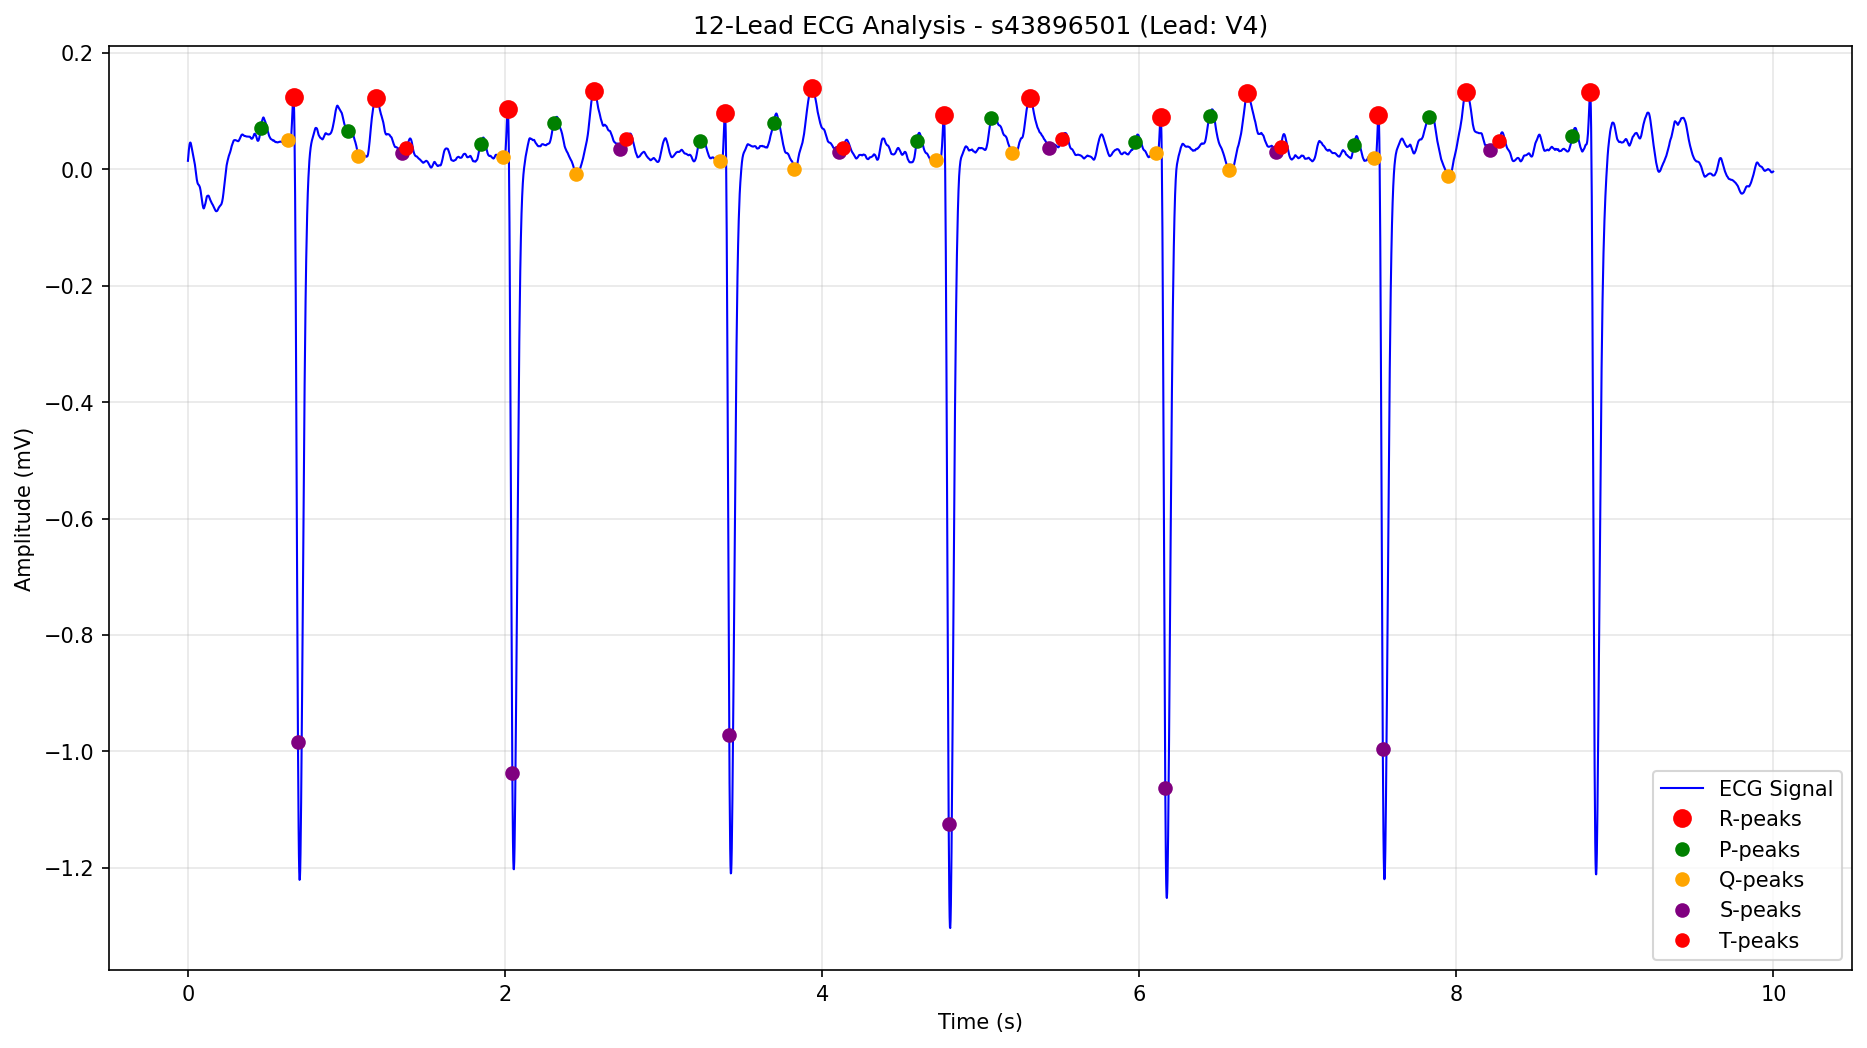 12-Lead ECG Analysis - s43896501 (Lead: V4)
Amplitude (mV)
0.2
0.0
−0.2
−0.4
−0.6
−0.8
−1.0
−1.2
0 2 4 6 8 10
Time (s)
ECG Signal
R-peaks
P-peaks
Q-peaks
S-peaks
T-peaks